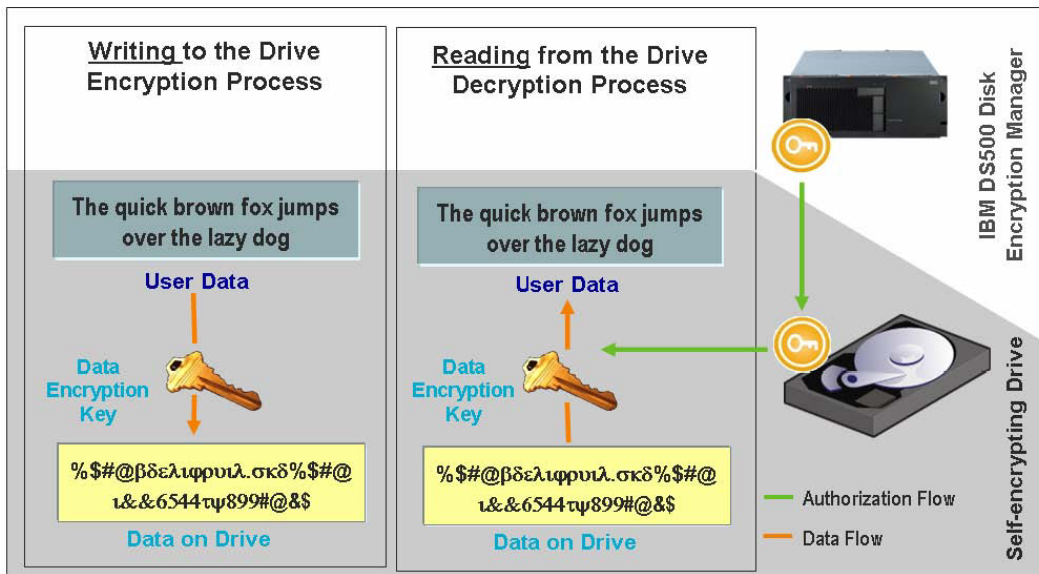 Writing to the Drive
Encryption Process
The quick brown fox jumps
over the lazy dog
User Data
Data
Encryption
Key
%$#@βδελιφρυιλ.σκδ%$#@
ι&&6544τψ899#@&$
Data on Drive
Reading from the Drive
Decryption Process
The quick brown fox jumps
over the lazy dog
User Data
Data
Encryption
Key
%$#@βδελιφρυιλ.σκδ%$#@
ι&&6544τψ899#@&$
Data on Drive
IBM DS500 Disk
Encryption Manager
Self-encrypting Drive
Authorization Flow
Data Flow